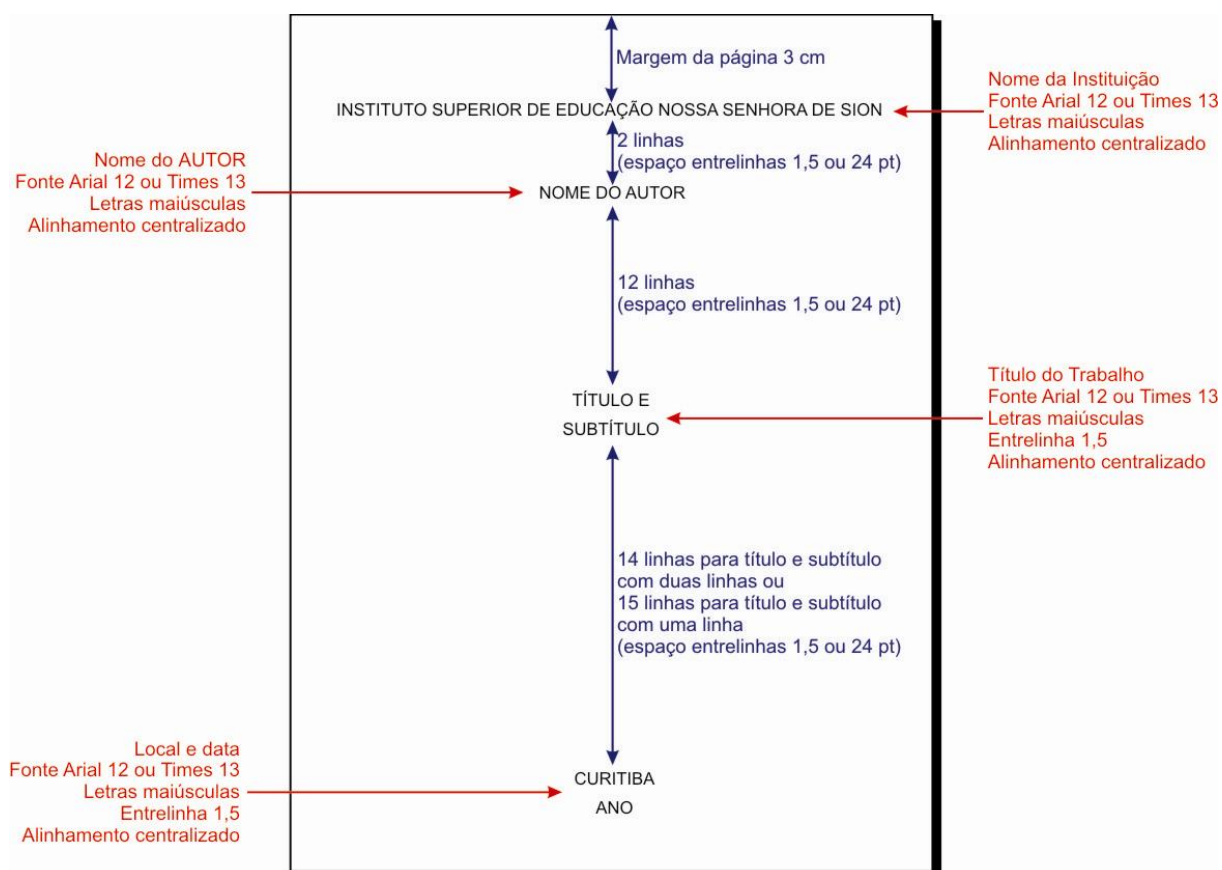 Margem da página 3 cm
Nome da Instituição
Fonte Arial 12 ou Times 13
Letras maiúsculas
Alinhamento centralizado
INSTITUTO SUPERIOR DE EDUCAÇÃO NOSSA SENHORA DE SION
2 linhas
(espaço entrelinhas 1,5 ou 24 pt)
Nome do AUTOR
Fonte Arial 12 ou Times 13
Letras maiúsculas
Alinhamento centralizado
NOME DO AUTOR
12 linhas
(espaço entrelinhas 1,5 ou 24 pt)
TÍTULO E
SUBTÍTULO
Título do Trabalho
Fonte Arial 12 ou Times 13
Letras maiúsculas
Entrelinha 1,5
Alinhamento centralizado
14 linhas para título e subtítulo
com duas linhas ou
15 linhas para título e subtítulo
com uma linha
(espaço entrelinhas 1,5 ou 24 pt)
Local e data
Fonte Arial 12 ou Times 13
Letras maiúsculas
Entrelinha 1,5
Alinhamento centralizado
CURITIBA
ANO